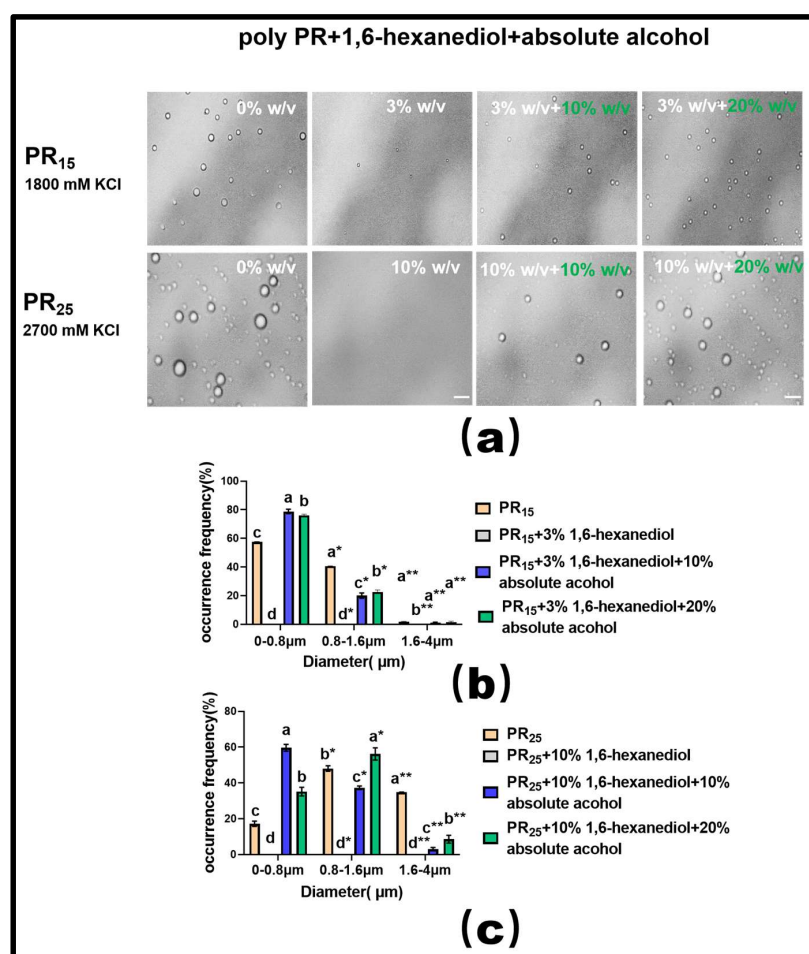 poly PR+1,6-hexanediol+absolute alcohol
PR15
1800 mM KCl
0% w/v
3% w/v
3% w/v+10% w/v
3% w/v+20% w/v
PR25
2700 mM KCl
0% w/v
10% w/v
10% w/v+10% w/v
10% w/v+20% w/v
(a)
occurrence frequency(%)
100
80
60
40
20
0
c d a b
a* d* c* b*
a** b** a** a**
0-0.8μm 0.8-1.6μm 1.6-4μm
Diameter( μm)
PR15
PR15+3% 1,6-hexanediol
PR15+3% 1,6-hexanediol+10%
absolute acohol
PR15+3% 1,6-hexanediol+20%
absolute acohol
(b)
occurrence frequency(%)
80
60
40
20
0
c d a b
b* d* c* a*
a** d** c** b**
0-0.8μm 0.8-1.6μm 1.6-4μm
Diameter( μm)
PR25
PR25+10% 1,6-hexanediol
PR25+10% 1,6-hexanediol+10%
absolute acohol
PR25+10% 1,6-hexanediol+20%
absolute acohol
(c)